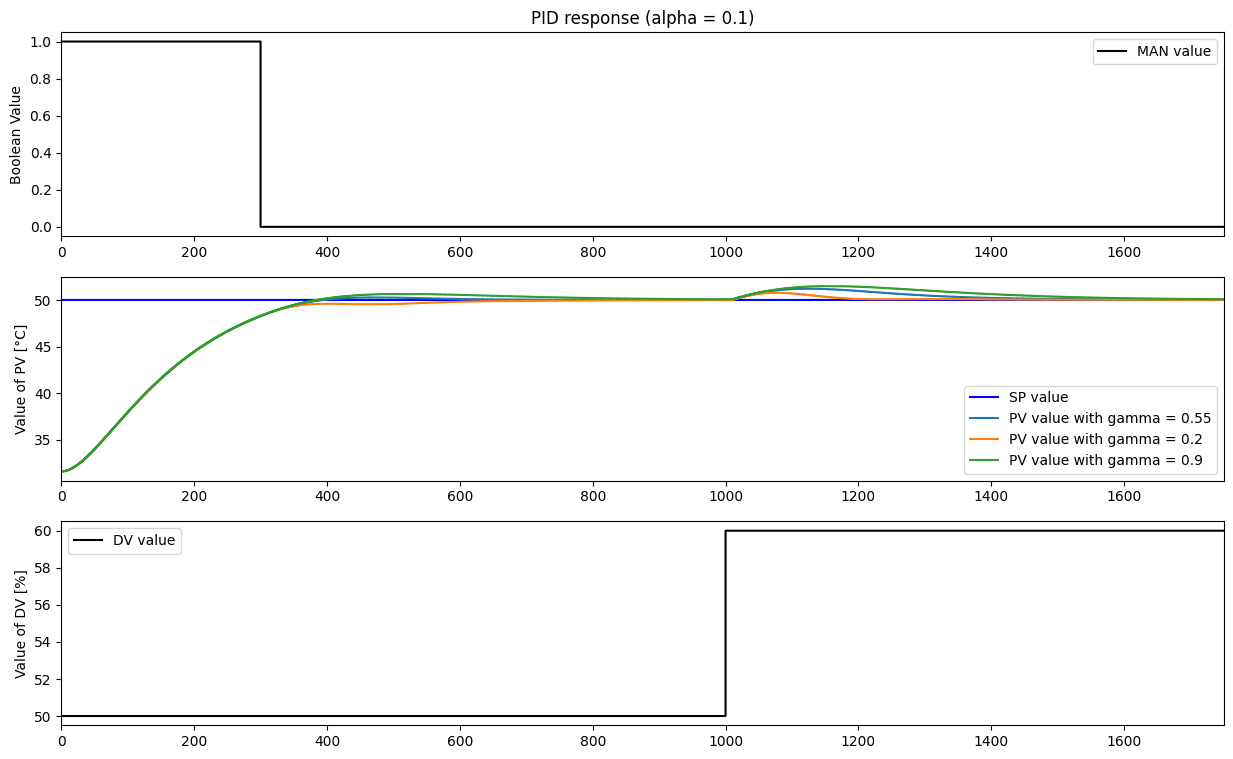 PID response (alpha = 0.1)
Boolean Value
1.0
0.8
0.6
0.4
0.2
0.0
MAN value
0 200 400 600 800 1000 1200 1400 1600
Value of PV [°C]
50
45
40
35
SP value
PV value with gamma = 0.55
PV value with gamma = 0.2
PV value with gamma = 0.9
0 200 400 600 800 1000 1200 1400 1600
Value of DV [%]
60
58
56
54
52
50
DV value
0 200 400 600 800 1000 1200 1400 1600